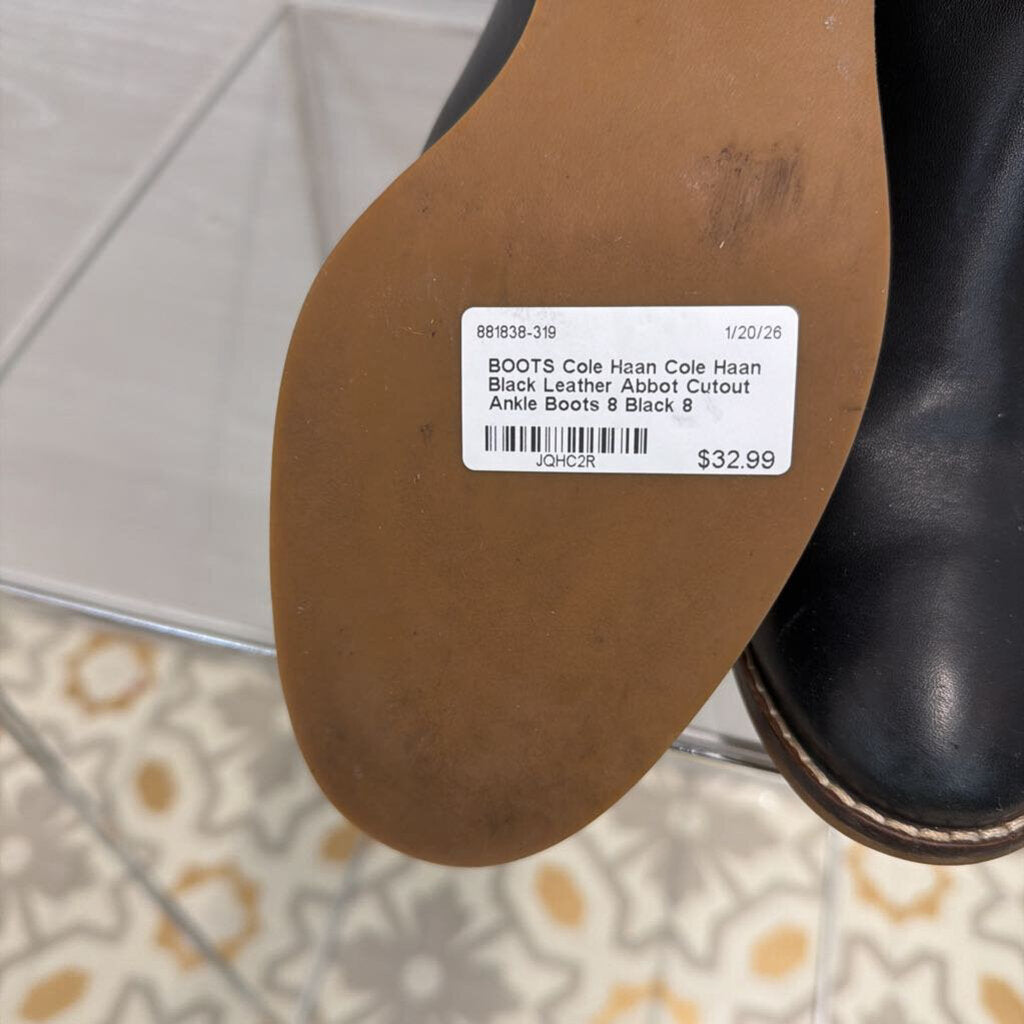 881838-319 1/20/26
BOOTS Cole Haan Cole Haan
Black Leather Abbot Cutout
Ankle Boots 8 Black 8
JQHC2R $32.99